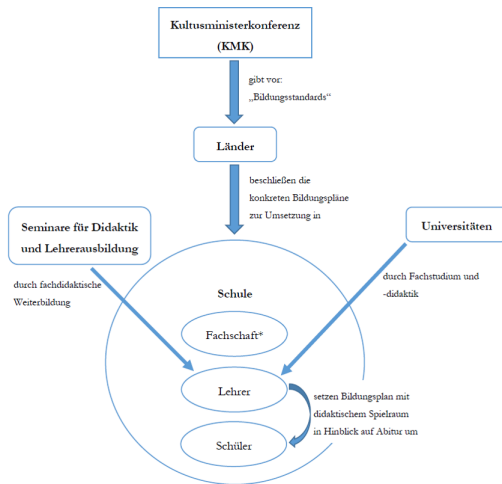 Kultusministerkonferenz
(KMK)
gibt vor:
„Bildungsstandards“
Länder
beschließen die
konkreten Bildungspläne
zur Umsetzung in
Seminare für Didaktik
und Lehrerausbildung
Universitäten
durch fachdidaktische
Weiterbildung
durch Fachstudium und
-didaktik
Schule
Fachschaft*
Lehrer
setzen Bildungsplan mit
didaktischem Spielraum
in Hinblick auf Abitur um
Schüler